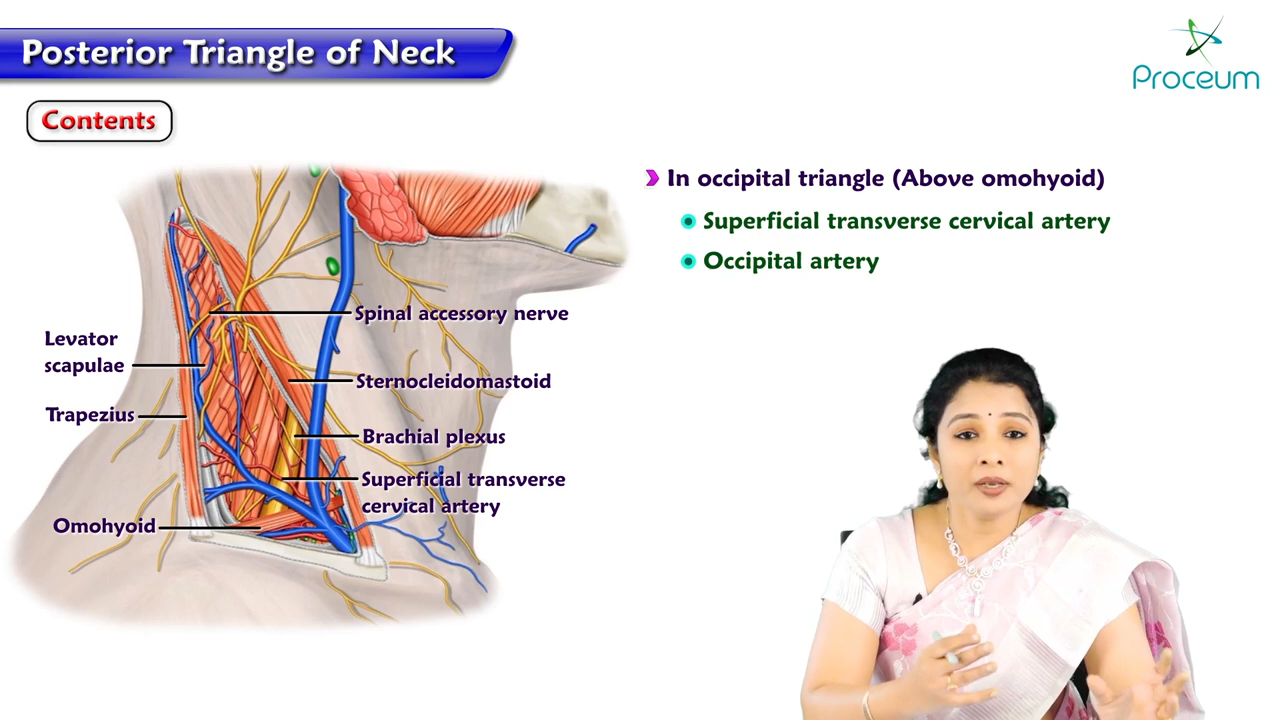 Posterior Triangle of Neck
Proceum
Contents
In occipital triangle (Above omohyoid)
Superficial transverse cervical artery
Occipital artery
Spinal accessory nerve
Levator
scapulae
Sternocleidomastoid
Trapezius
Brachial plexus
Superficial transverse
cervical artery
Omohyoid